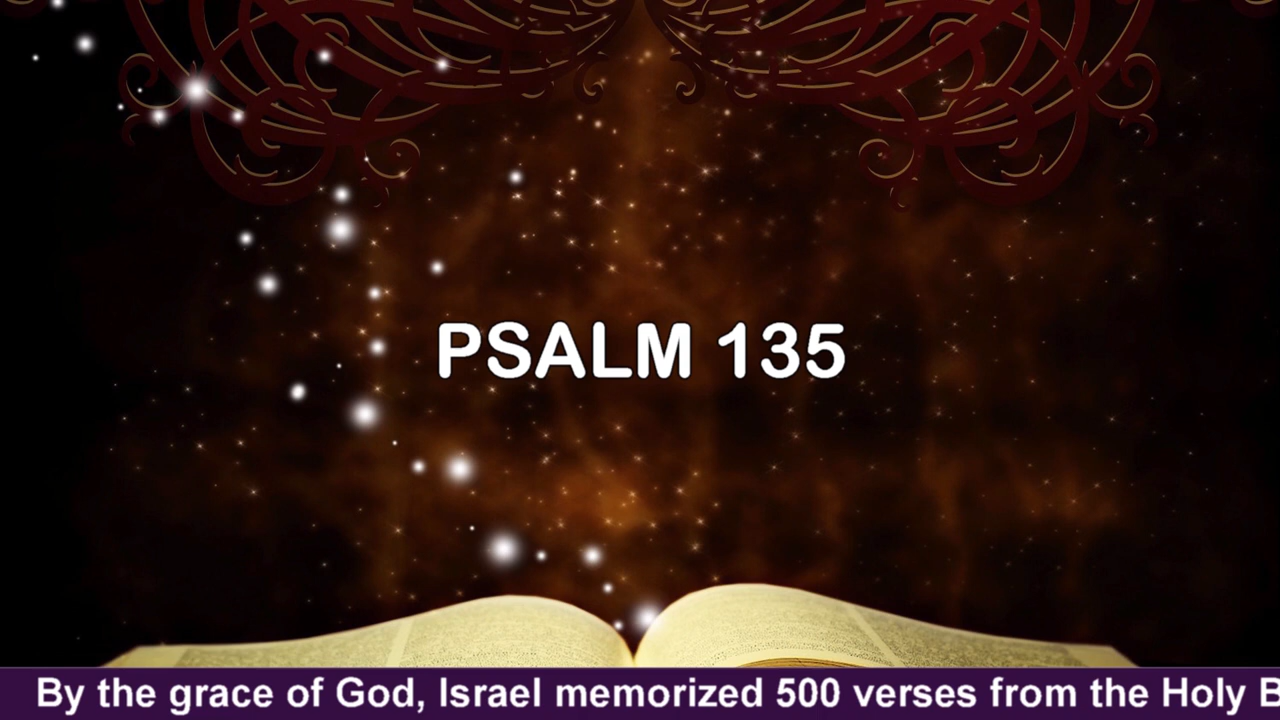 PSALM 135
By the grace of God, Israel memorized 500 verses from the Holy